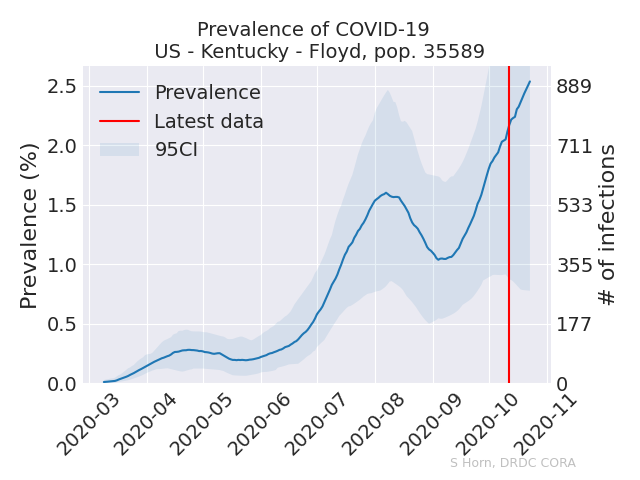 Prevalence of COVID-19
US - Kentucky - Floyd, pop. 35589
Prevalence
Latest data
95CI
Prevalence (%)
2.5
2.0
1.5
1.0
0.5
0.0
889
711
533
355
177
0
# of infections
2020-03
2020-04
2020-05
2020-06
2020-07
2020-08
2020-09
2020-10
2020-11
S Horn, DRDC CORA